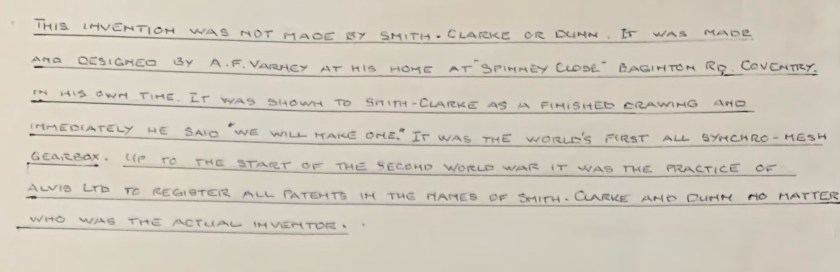 THIS INVENTION WAS NOT MADE BY SMITH-CLARKE OR DUNN. IT WAS MADE
AND DESIGNED BY A.F. VARNEY AT HIS HOME AT "SPINNEY CLOSE" BAGINTON RD. COVENTRY.
IN HIS OWN TIME. IT WAS SHOWN TO SMITH-CLARKE AS A FINISHED DRAWING AND
IMMEDIATELY HE SAID "WE WILL MAKE ONE." IT WAS THE WORLD'S FIRST ALL SYNCHRO-MESH
GEARBOX. UP TO THE START OF THE SECOND WORLD WAR IT WAS THE PRACTICE OF
ALVIS LTD TO REGISTER ALL PATENTS IN THE NAMES OF SMITH-CLARKE AND DUNN NO MATTER
WHO WAS THE ACTUAL INVENTOR.